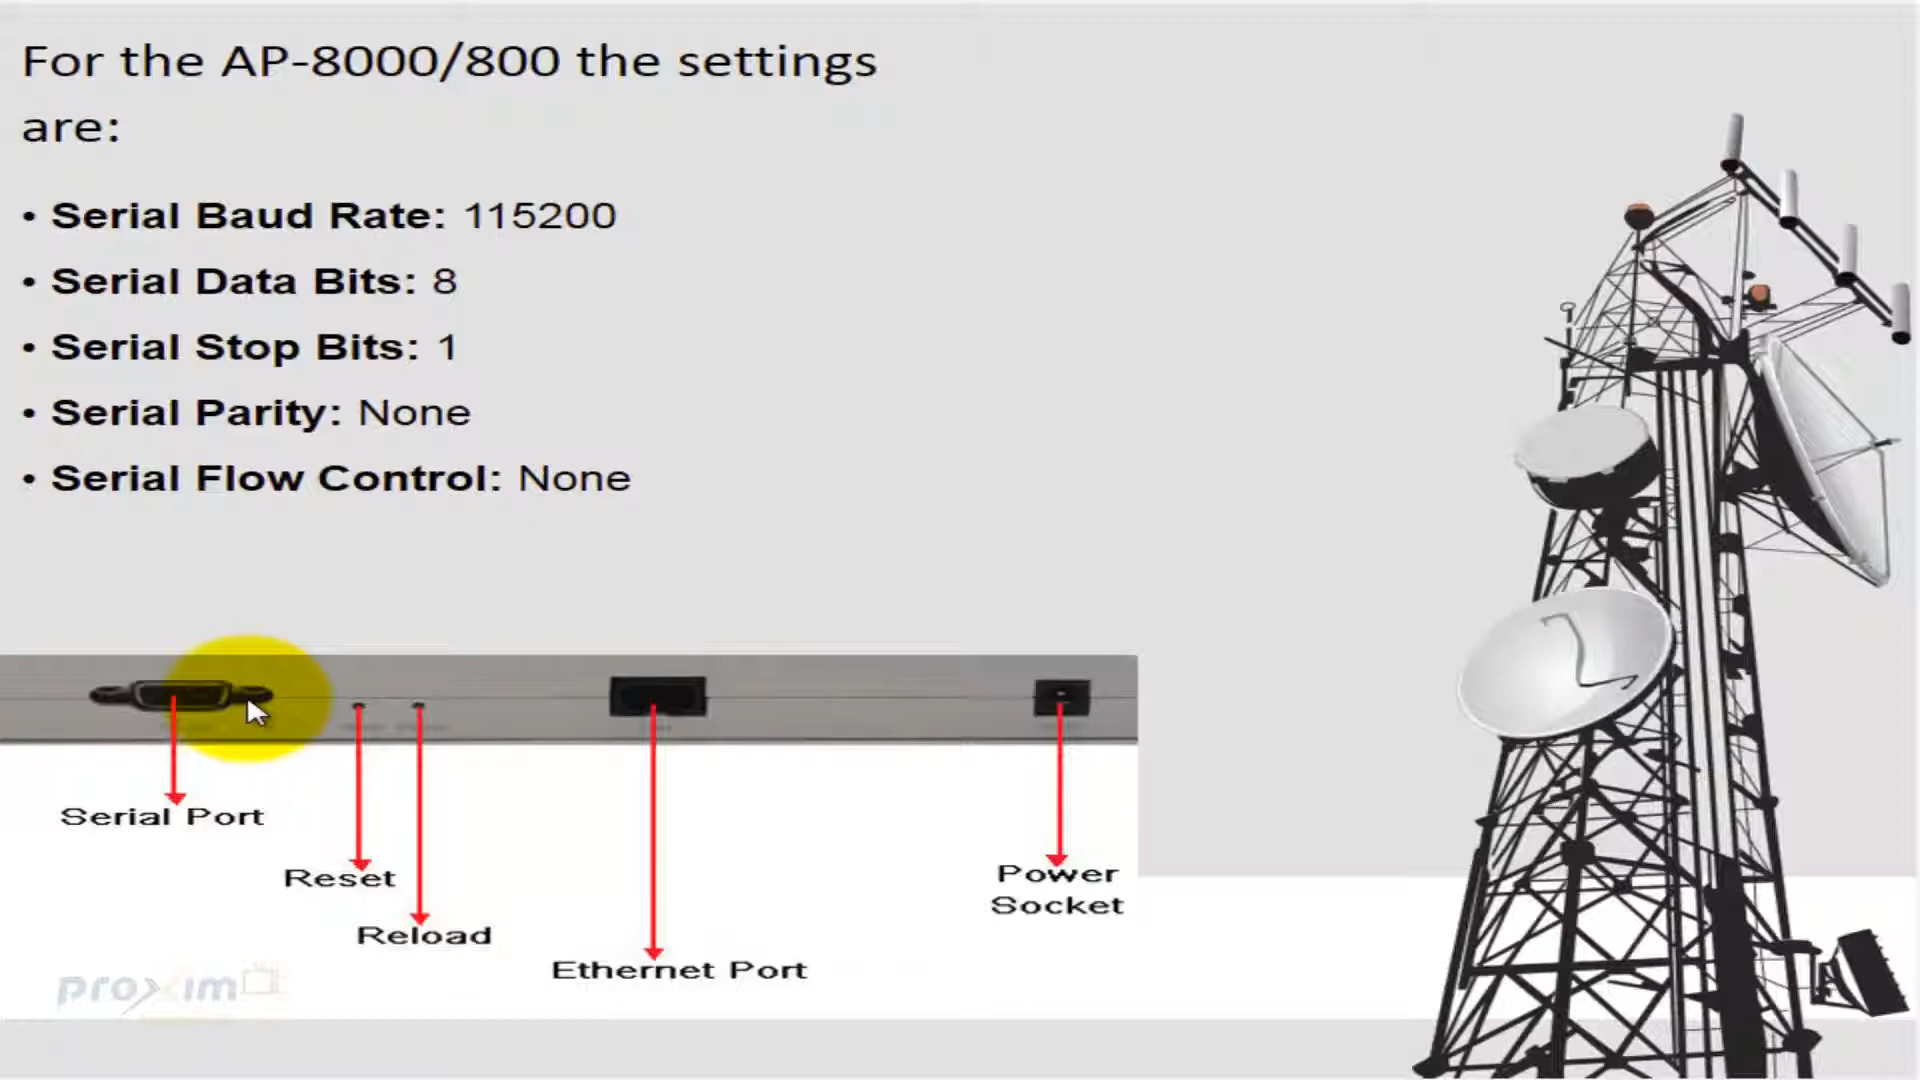 For the AP-8000/800 the settings
are:
• Serial Baud Rate: 115200
• Serial Data Bits: 8
• Serial Stop Bits: 1
• Serial Parity: None
• Serial Flow Control: None
Serial Port
Reset
Reload
Ethernet Port
Power
Socket
proxim